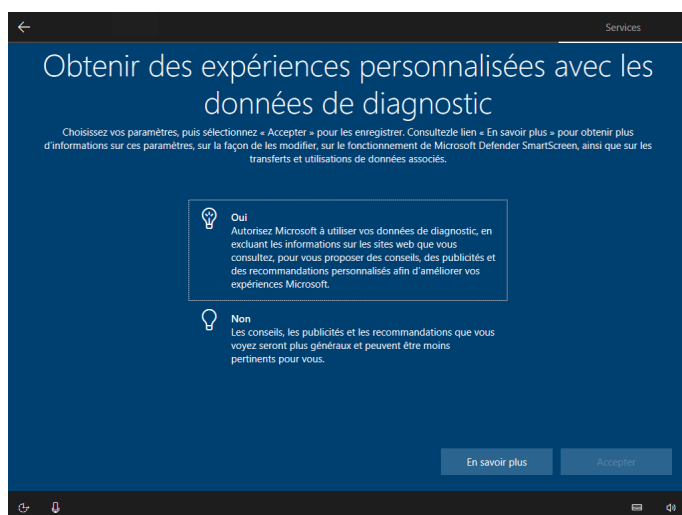 Services
Obtenir des expériences personnalisées avec les
données de diagnostic
Choisissez vos paramètres, puis sélectionnez « Accepter » pour les enregistrer. Consultezle lien « En savoir plus » pour obtenir plus
d'informations sur ces paramètres, sur la façon de les modifier, sur le fonctionnement de Microsoft Defender SmartScreen, ainsi que sur les
transferts et utilisations de données associés.
Oui
Autorisez Microsoft à utiliser vos données de diagnostic, en
excluant les informations sur les sites web que vous
consultez, pour vous proposer des conseils, des publicités et
des recommandations personnalisés afin d'améliorer vos
expériences Microsoft.
Non
Les conseils, les publicités et les recommandations que vous
voyez seront plus généraux et peuvent être moins
pertinents pour vous.
En savoir plus
Accepter